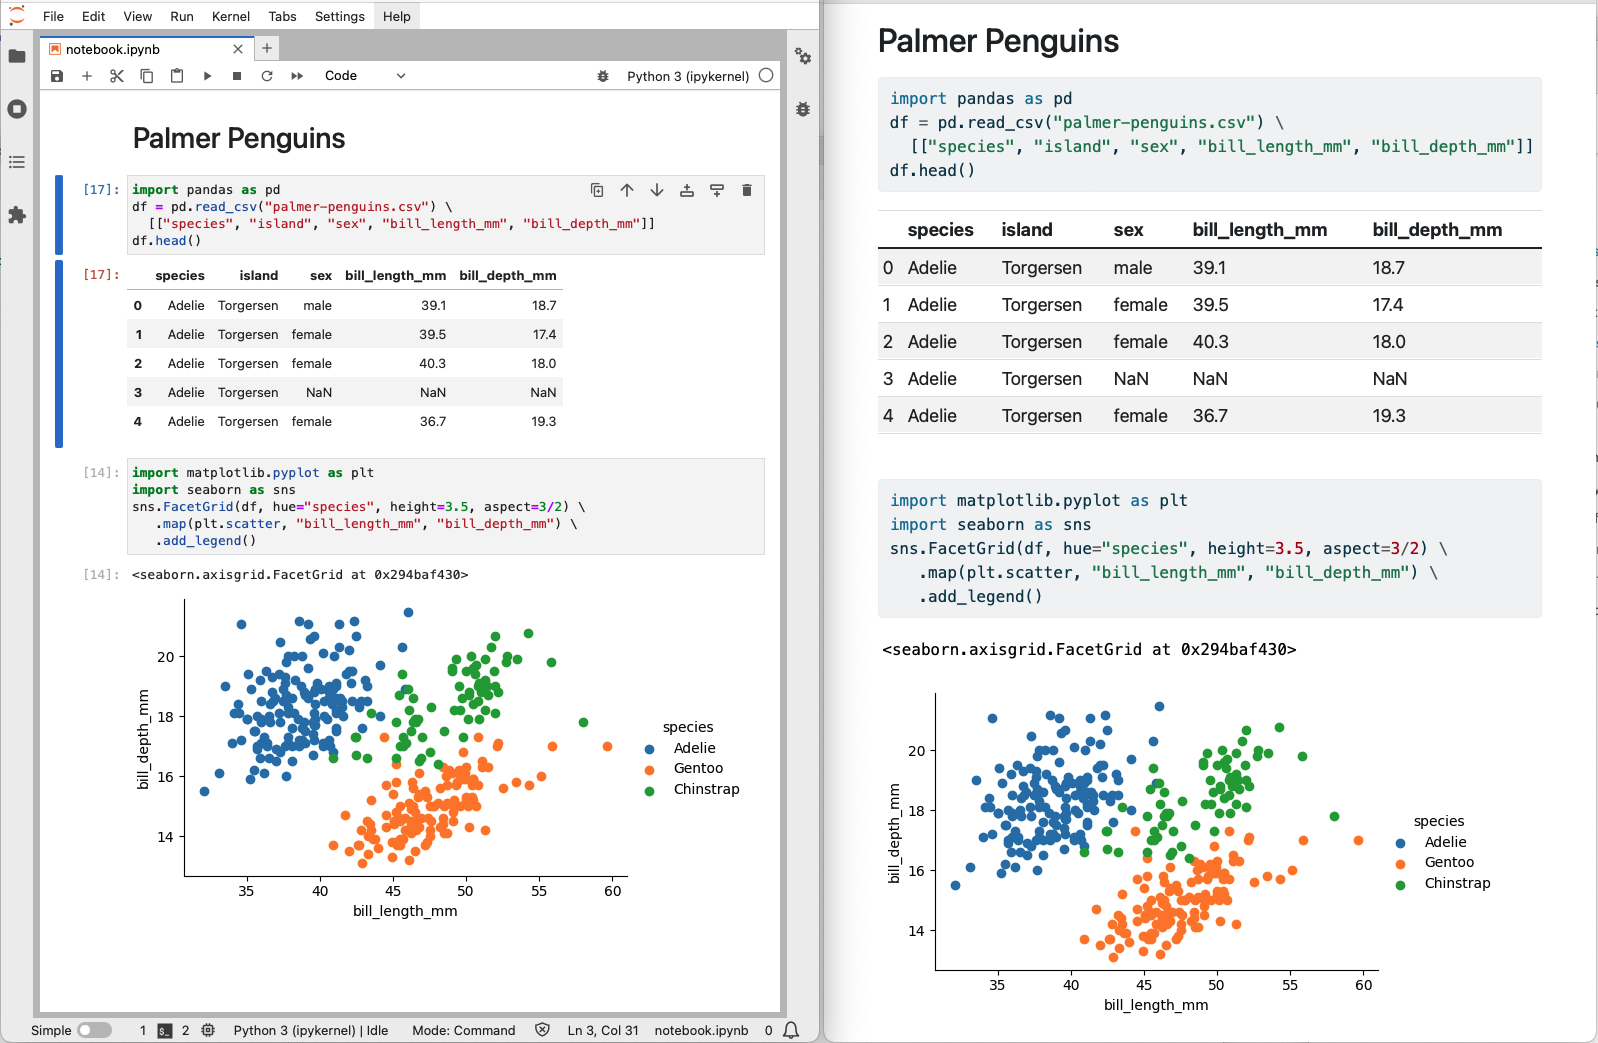 File Edit View Run Kernel Tabs Settings Help
notebook.ipynb
Code
Python 3 (ipykernel)
Palmer Penguins
[17]:
import pandas as pd
df = pd.read_csv("palmer-penguins.csv") \
[["species", "island", "sex", "bill_length_mm", "bill_depth_mm"]]
df.head()
[17]:
species island sex bill_length_mm bill_depth_mm
0 Adelie Torgersen male 39.1 18.7
1 Adelie Torgersen female 39.5 17.4
2 Adelie Torgersen female 40.3 18.0
3 Adelie Torgersen NaN NaN NaN
4 Adelie Torgersen female 36.7 19.3
[14]:
import matplotlib.pyplot as plt
import seaborn as sns
sns.FacetGrid(df, hue="species", height=3.5, aspect=3/2) \
.map(plt.scatter, "bill_length_mm", "bill_depth_mm") \
.add_legend()
[14]:
<seaborn.axisgrid.FacetGrid at 0x294baf430>
20
18
16
14
bill_depth_mm
35 40 45 50 55 60
bill_length_mm
species
Adelie
Gentoo
Chinstrap
Simple 1 $_ 2 Python 3 (ipykernel) | Idle Mode: Command Ln 3, Col 31 notebook.ipynb 0
Palmer Penguins
import pandas as pd
df = pd.read_csv("palmer-penguins.csv") \
[["species", "island", "sex", "bill_length_mm", "bill_depth_mm"]]
df.head()
species island sex bill_length_mm bill_depth_mm
0 Adelie Torgersen male 39.1 18.7
1 Adelie Torgersen female 39.5 17.4
2 Adelie Torgersen female 40.3 18.0
3 Adelie Torgersen NaN NaN NaN
4 Adelie Torgersen female 36.7 19.3
import matplotlib.pyplot as plt
import seaborn as sns
sns.FacetGrid(df, hue="species", height=3.5, aspect=3/2) \
.map(plt.scatter, "bill_length_mm", "bill_depth_mm") \
.add_legend()
<seaborn.axisgrid.FacetGrid at 0x294baf430>
20
18
16
14
bill_depth_mm
35 40 45 50 55 60
bill_length_mm
species
Adelie
Gentoo
Chinstrap